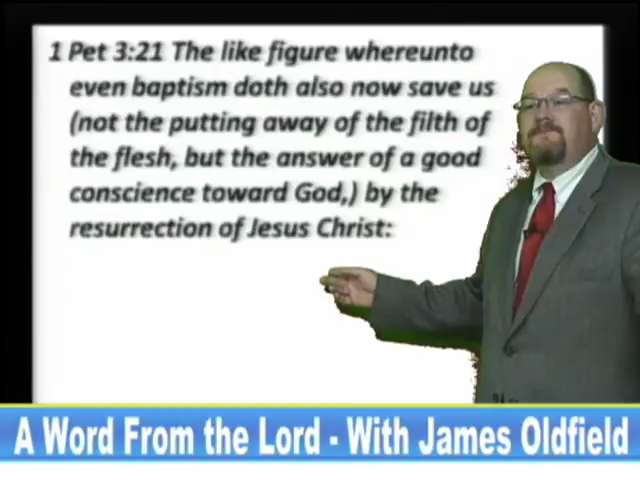 1 Pet 3:21 The like figure whereunto
even baptism doth also now save us
(not the putting away of the filth of
the flesh, but the answer of a good
conscience toward God,) by the
resurrection of Jesus Christ:
A Word From the Lord - With James Oldfield